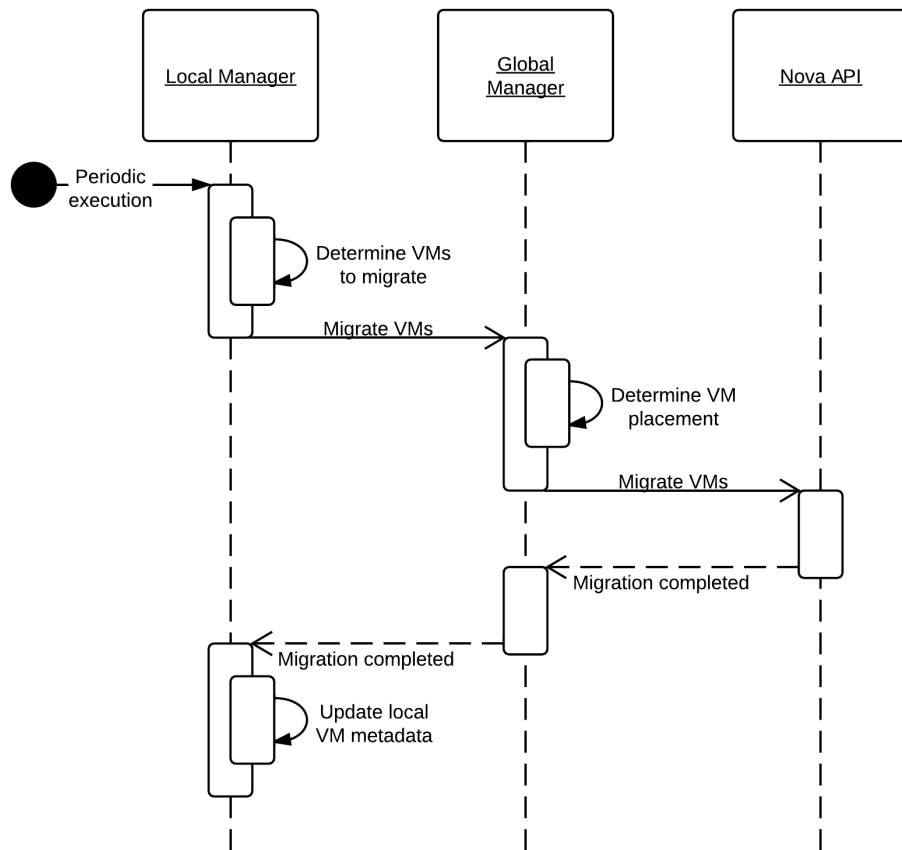 Local Manager
Global
Manager
Nova API
Periodic
execution
Determine VMs
to migrate
Migrate VMs
Determine VM
placement
Migrate VMs
Migration completed
Migration completed
Update local
VM metadata